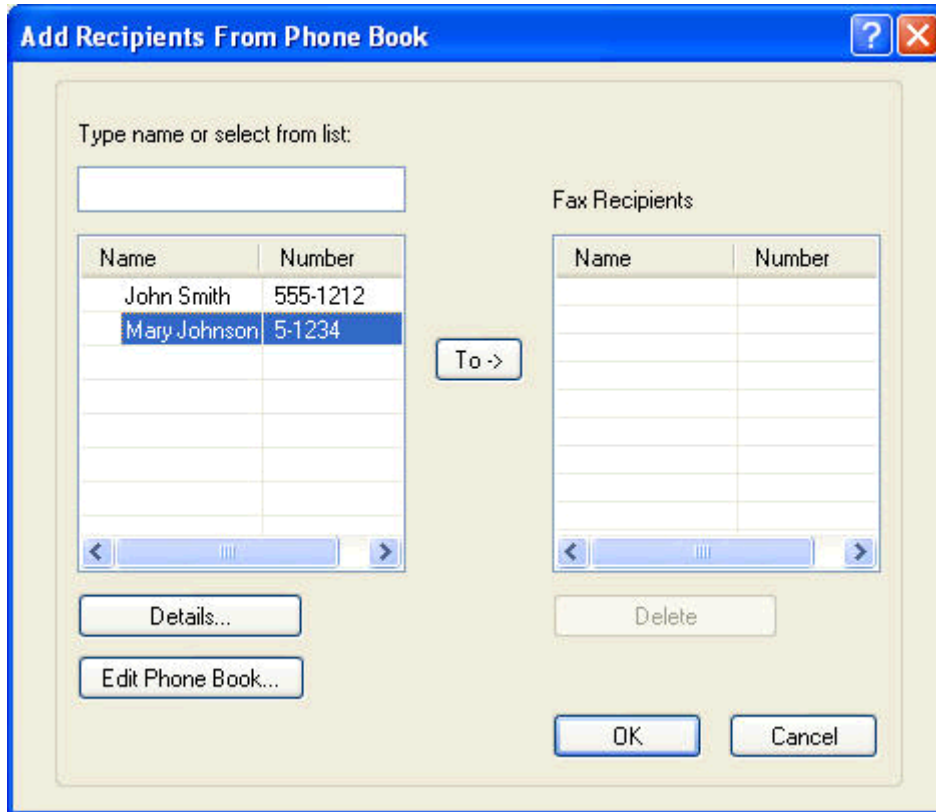 Add Recipients From Phone Book
Type name or select from list:
Fax Recipients
Name Number
John Smith 555-1212
Mary Johnson 5-1234
To ->
Name Number
Details...
Delete
Edit Phone Book...
OK Cancel